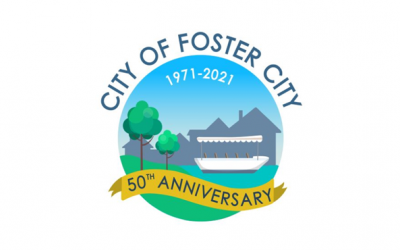 CITY OF FOSTER CITY
1971-2021
50TH ANNIVERSARY